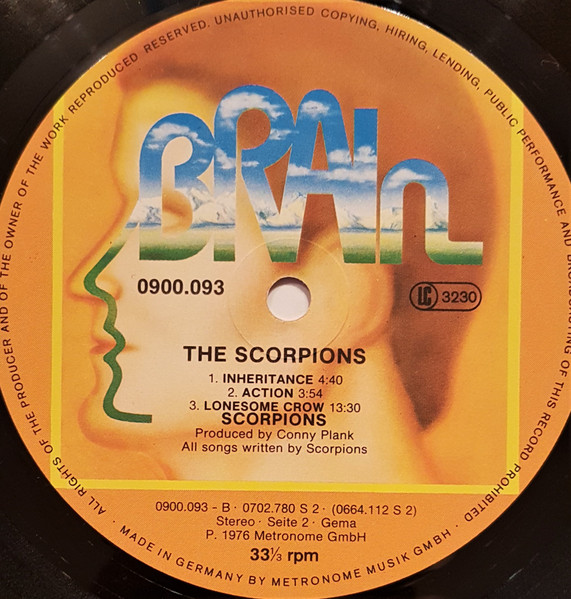 ALL RIGHTS OF THE PRODUCER AND OF THE OWNER OF THE WORK REPRODUCED RESERVED. UNAUTHORISED COPYING, HIRING, LENDING, PUBLIC PERFORMANCE AND BROADCASTING OF THIS RECORD PROHIBITED
BRAIN
0900.093
LC 3230
THE SCORPIONS
1. INHERITANCE 4:40
2. ACTION 3:54
3. LONESOME CROW 13:30
SCORPIONS
Produced by Conny Plank
All songs written by Scorpions
0900.093 - B · 0702.780 S 2 · (0664.112 S 2)
Stereo · Seite 2 · Gema
P. 1976 Metronome GmbH
33⅓ rpm
· MADE IN GERMANY BY METRONOME MUSIK GMBH ·